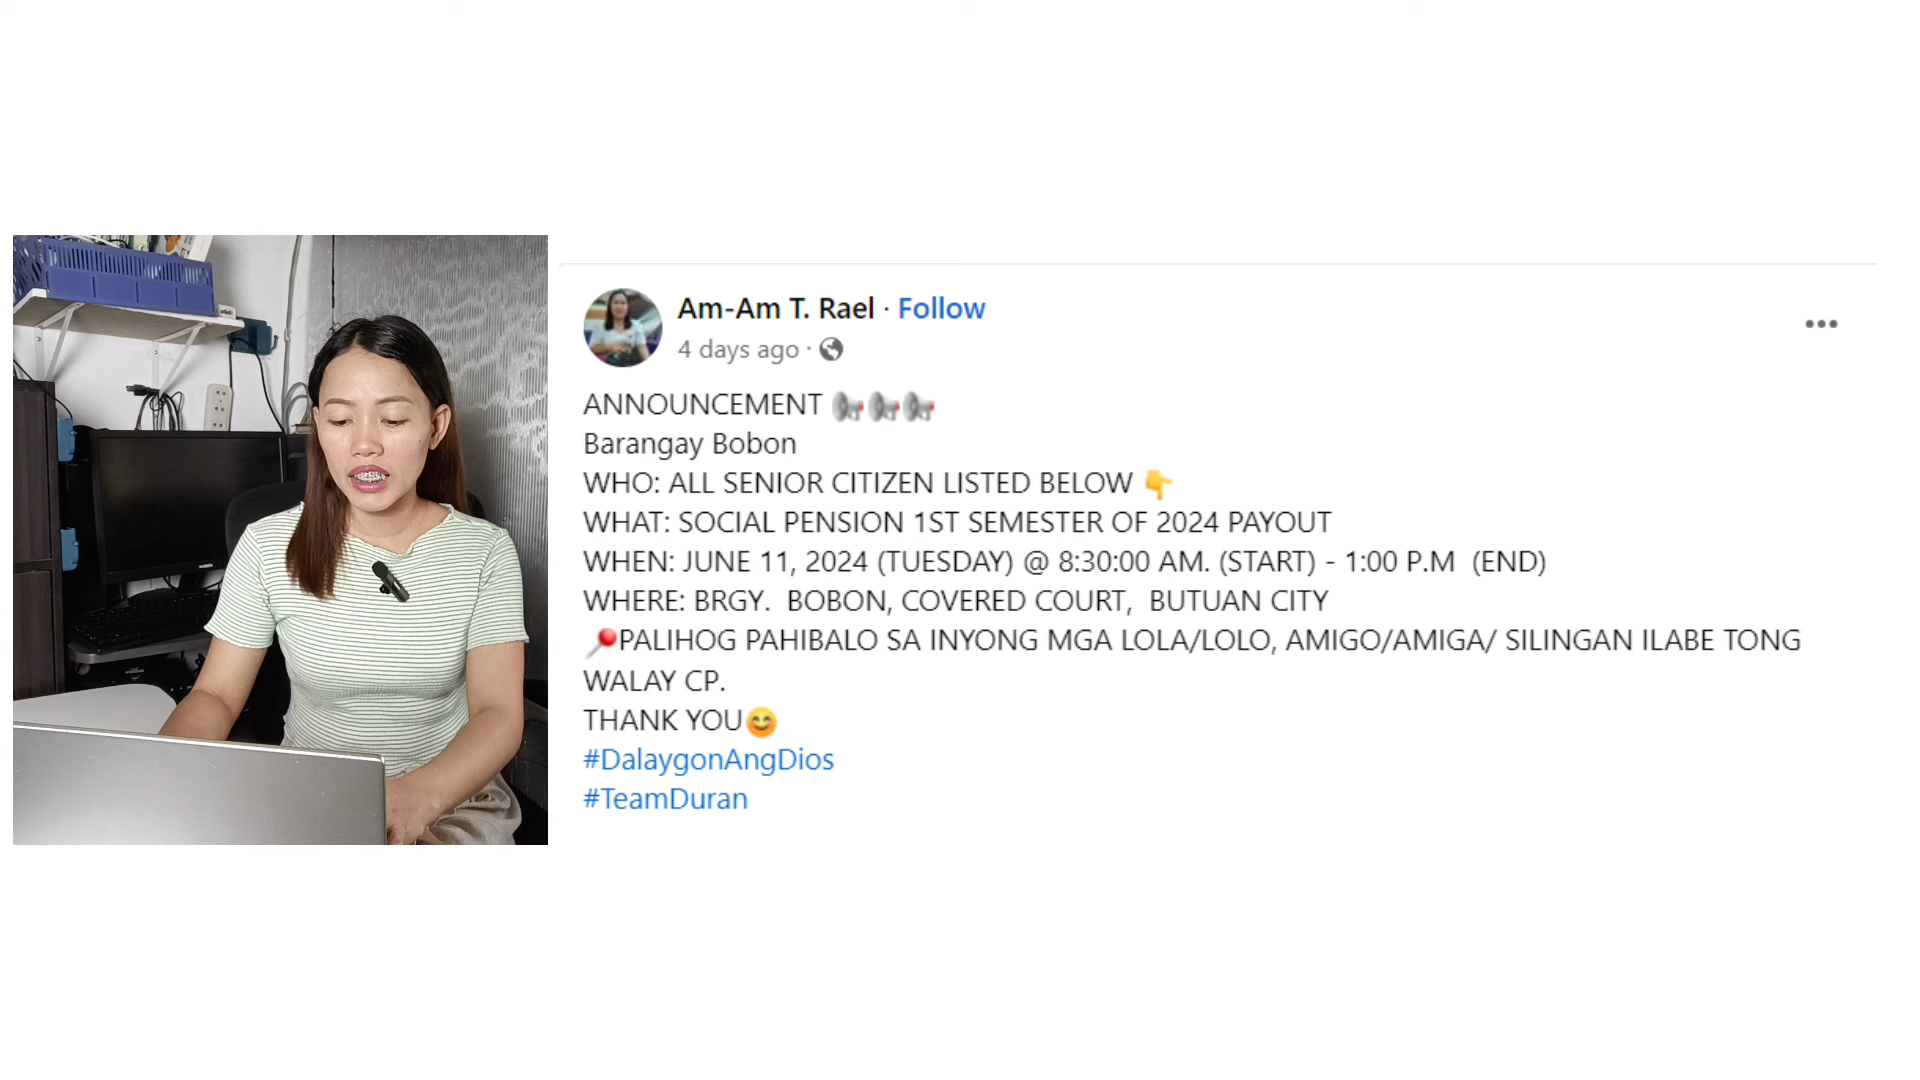 Am-Am T. Rael · Follow
4 days ago ·
ANNOUNCEMENT
Barangay Bobon
WHO: ALL SENIOR CITIZEN LISTED BELOW 👇
WHAT: SOCIAL PENSION 1ST SEMESTER OF 2024 PAYOUT
WHEN: JUNE 11, 2024 (TUESDAY) @ 8:30:00 AM. (START) - 1:00 P.M (END)
WHERE: BRGY. BOBON, COVERED COURT, BUTUAN CITY
📍PALIHOG PAHIBALO SA INYONG MGA LOLA/LOLO, AMIGO/AMIGA/ SILINGAN ILABE TONG
WALAY CP.
THANK YOU😊
#DalaygonAngDios
#TeamDuran